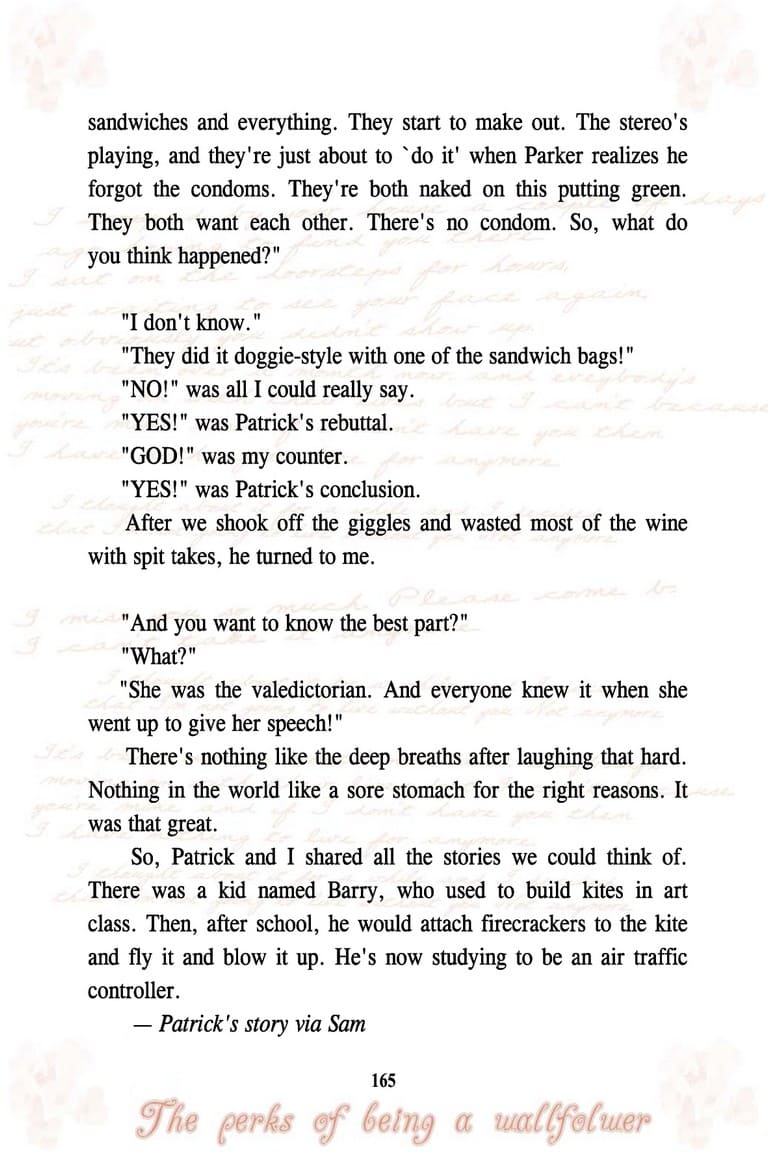 sandwiches and everything. They start to make out. The stereo's
playing, and they're just about to `do it' when Parker realizes he
forgot the condoms. They're both naked on this putting green.
They both want each other. There's no condom. So, what do
you think happened?"
"I don't know."
"They did it doggie-style with one of the sandwich bags!"
"NO!" was all I could really say.
"YES!" was Patrick's rebuttal.
"GOD!" was my counter.
"YES!" was Patrick's conclusion.
After we shook off the giggles and wasted most of the wine
with spit takes, he turned to me.
"And you want to know the best part?"
"What?"
"She was the valedictorian. And everyone knew it when she
went up to give her speech!"
There's nothing like the deep breaths after laughing that hard.
Nothing in the world like a sore stomach for the right reasons. It
was that great.
So, Patrick and I shared all the stories we could think of.
There was a kid named Barry, who used to build kites in art
class. Then, after school, he would attach firecrackers to the kite
and fly it and blow it up. He's now studying to be an air traffic
controller.
— Patrick's story via Sam
165
The perks of being a wallfolwer